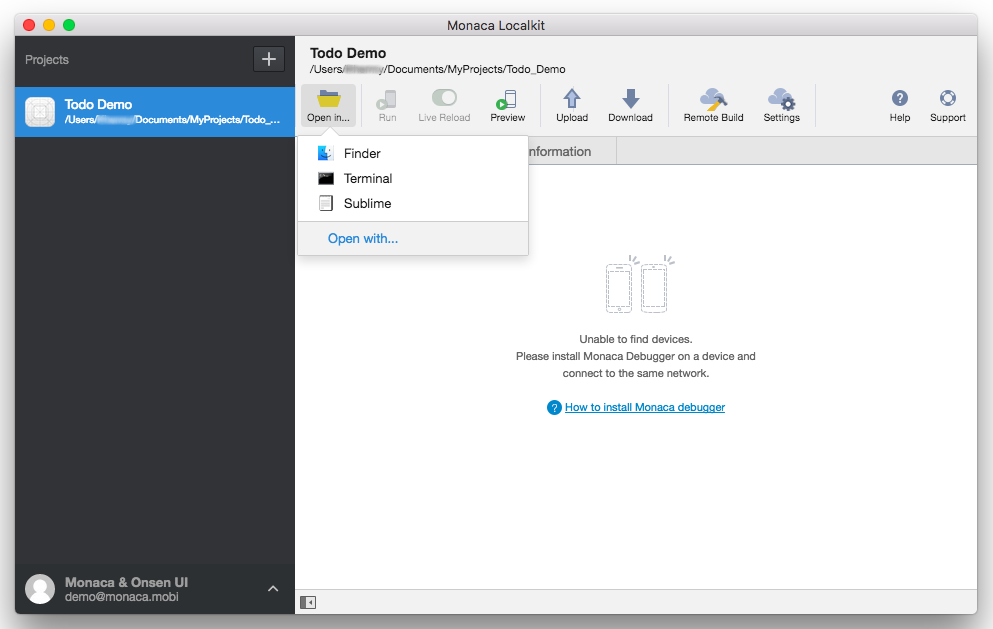 Monaca Localkit
Projects
Todo Demo
/Users/ /Documents/MyProjects/Todo_...
Todo Demo
/Users/ /Documents/MyProjects/Todo_Demo
Open in...
Run
Live Reload
Preview
Upload
Download
Remote Build
Settings
Help
Support
Finder
Terminal
Sublime
Open with...
nformation
Unable to find devices.
Please install Monaca Debugger on a device and
connect to the same network.
? How to install Monaca debugger
Monaca & Onsen UI
demo@monaca.mobi